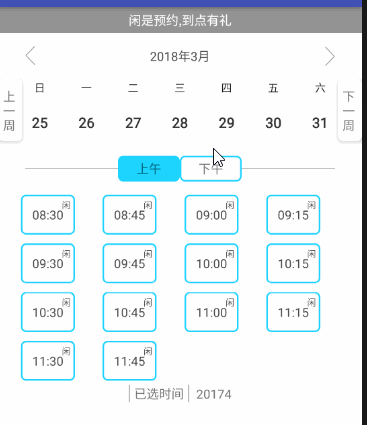 闲是预约,到点有礼
2018年3月
上一周
日 一 二 三 四 五 六
25 26 27 28 29 30 31
下一周
上午 下午
08:30 闲 08:45 闲 09:00 闲 09:15 闲
09:30 闲 09:45 闲 10:00 闲 10:15 闲
10:30 闲 10:45 闲 11:00 闲 11:15 闲
11:30 闲 11:45 闲
已选时间 20174